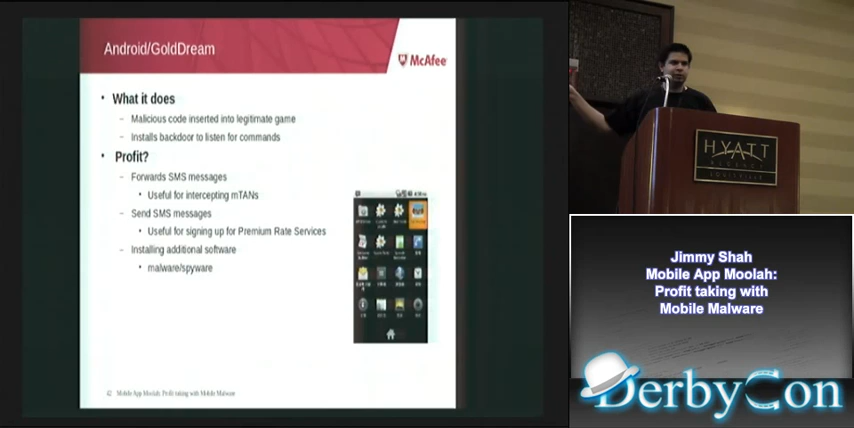 Android/GoldDream
McAfee
• What it does
– Malicious code inserted into legitimate game
– Installs backdoor to listen for commands
• Profit?
– Forwards SMS messages
• Useful for intercepting mTANs
– Send SMS messages
• Useful for signing up for Premium Rate Services
– Installing additional software
• malware/spyware
42 Mobile App Moolah: Profit taking with Mobile Malware
HYATT
REGENCY
LOUISVILLE
Jimmy Shah
Mobile App Moolah:
Profit taking with
Mobile Malware
DerbyCon